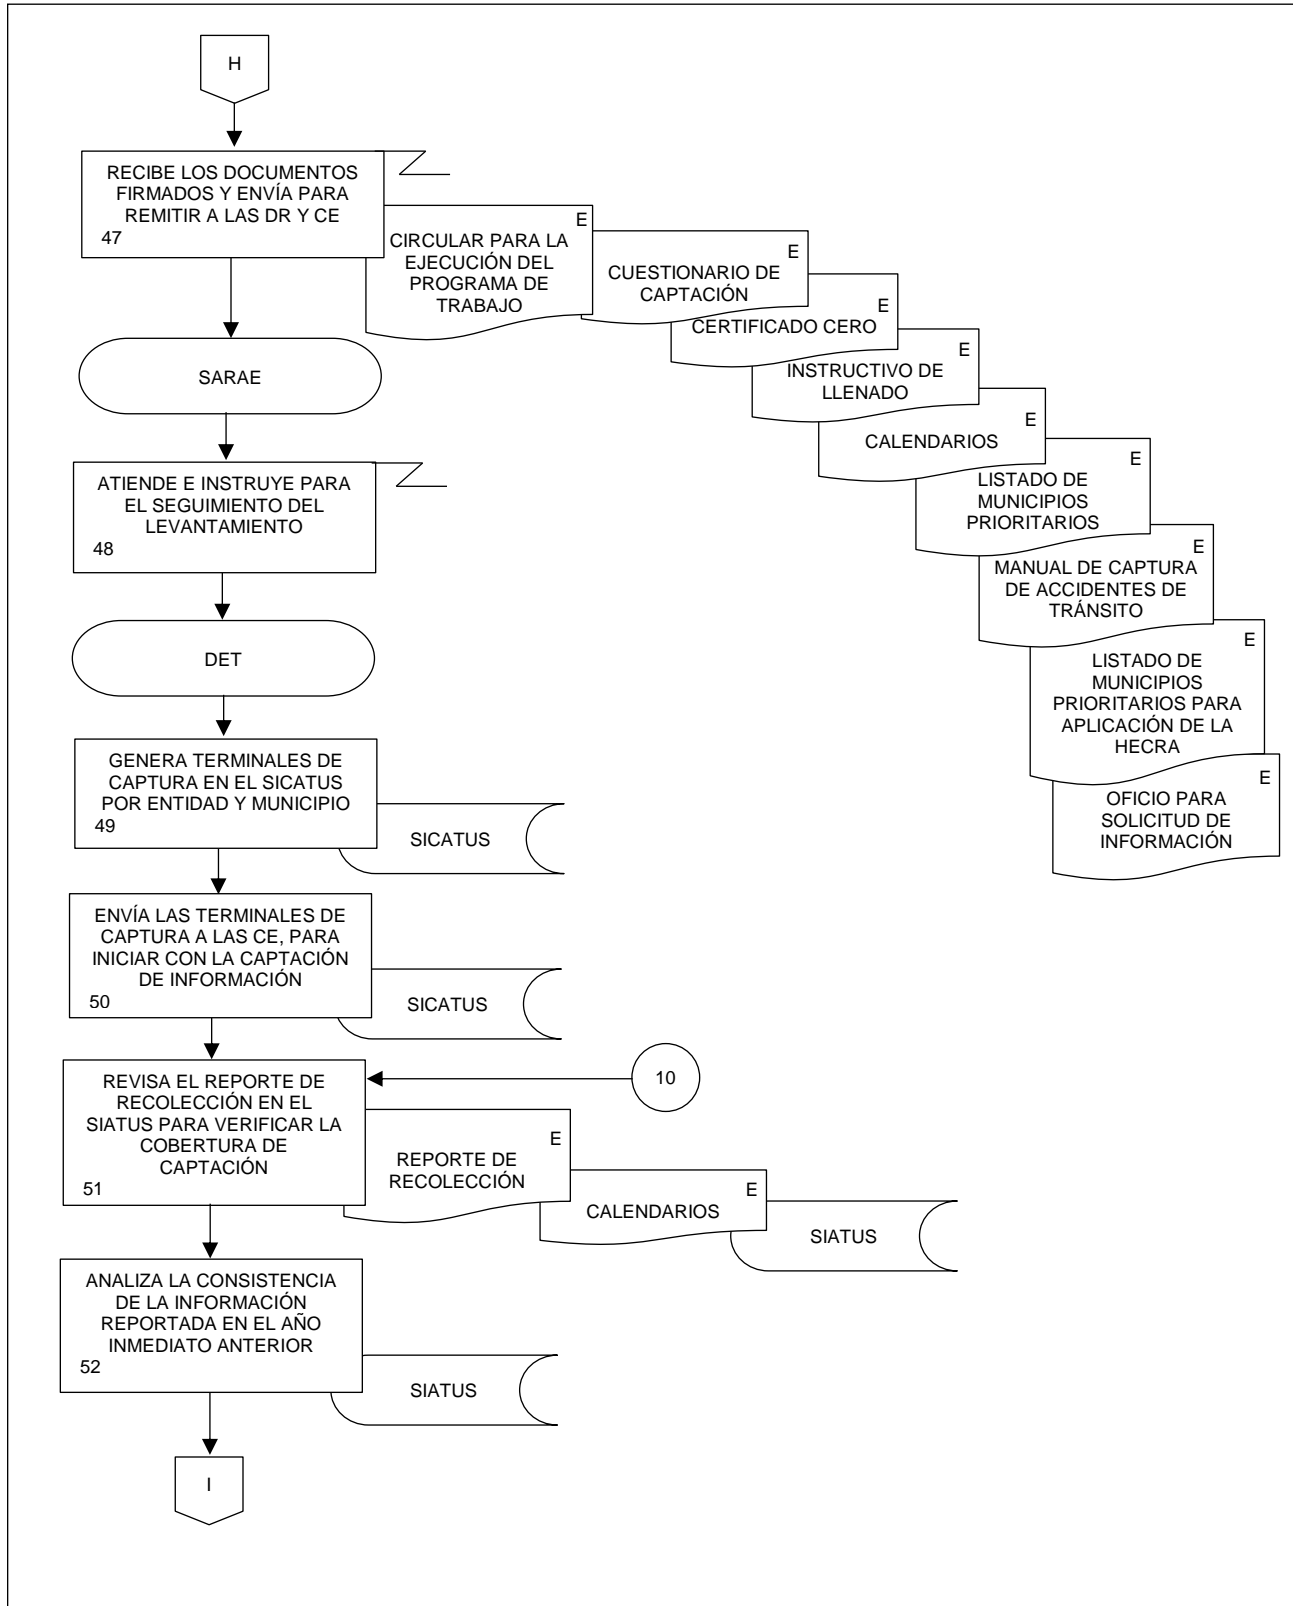 H
RECIBE LOS DOCUMENTOS
FIRMADOS Y ENVÍA PARA
REMITIR A LAS DR Y CE
47
E
CIRCULAR PARA LA
EJECUCIÓN DEL
PROGRAMA DE
TRABAJO
E
CUESTIONARIO DE
CAPTACIÓN
E
CERTIFICADO CERO
E
INSTRUCTIVO DE
LLENADO
E
CALENDARIOS
E
LISTADO DE
MUNICIPIOS
PRIORITARIOS
E
MANUAL DE CAPTURA
DE ACCIDENTES DE
TRÁNSITO
E
LISTADO DE
MUNICIPIOS
PRIORITARIOS PARA
APLICACIÓN DE LA
HECRA
E
OFICIO PARA
SOLICITUD DE
INFORMACIÓN
SARAE
ATIENDE E INSTRUYE PARA
EL SEGUIMIENTO DEL
LEVANTAMIENTO
48
DET
GENERA TERMINALES DE
CAPTURA EN EL SICATUS
POR ENTIDAD Y MUNICIPIO
49
SICATUS
ENVÍA LAS TERMINALES DE
CAPTURA A LAS CE, PARA
INICIAR CON LA CAPTACIÓN
DE INFORMACIÓN
50
SICATUS
REVISA EL REPORTE DE
RECOLECCIÓN EN EL
SIATUS PARA VERIFICAR LA
COBERTURA DE
CAPTACIÓN
51
10
E
REPORTE DE
RECOLECCIÓN
E
CALENDARIOS
SIATUS
ANALIZA LA CONSISTENCIA
DE LA INFORMACIÓN
REPORTADA EN EL AÑO
INMEDIATO ANTERIOR
52
SIATUS
I